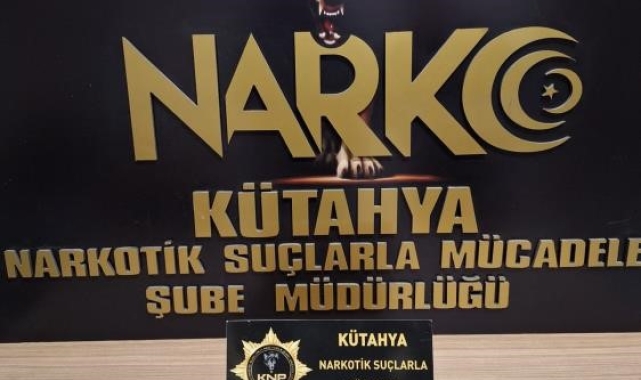 NARKO
KÜTAHYA
NARKOTİK SUÇLARLA MÜCADELE
ŞUBE MÜDÜRLÜĞÜ
KÜTAHYA
NARKOTİK SUÇLARLA
KNP